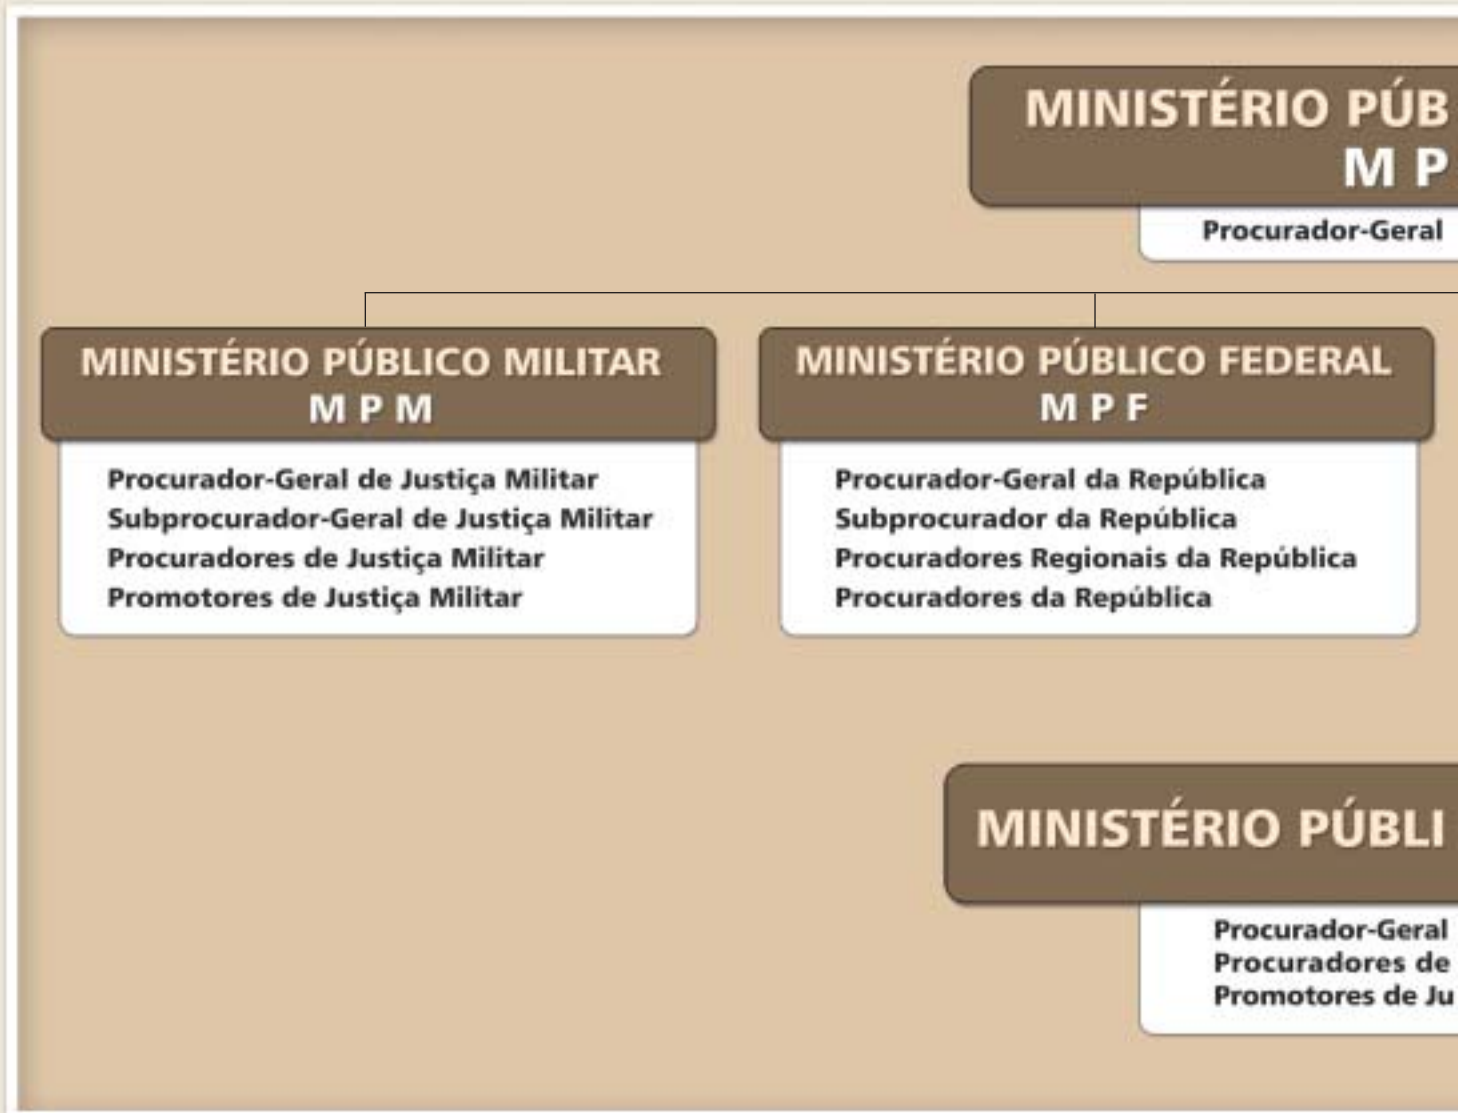 MINISTÉRIO PÚB
M P
Procurador-Geral
MINISTÉRIO PÚBLICO MILITAR
M P M
Procurador-Geral de Justiça Militar
Subprocurador-Geral de Justiça Militar
Procuradores de Justiça Militar
Promotores de Justiça Militar
MINISTÉRIO PÚBLICO FEDERAL
M P F
Procurador-Geral da República
Subprocurador da República
Procuradores Regionais da República
Procuradores da República
MINISTÉRIO PÚBLI
Procurador-Geral
Procuradores de
Promotores de Ju